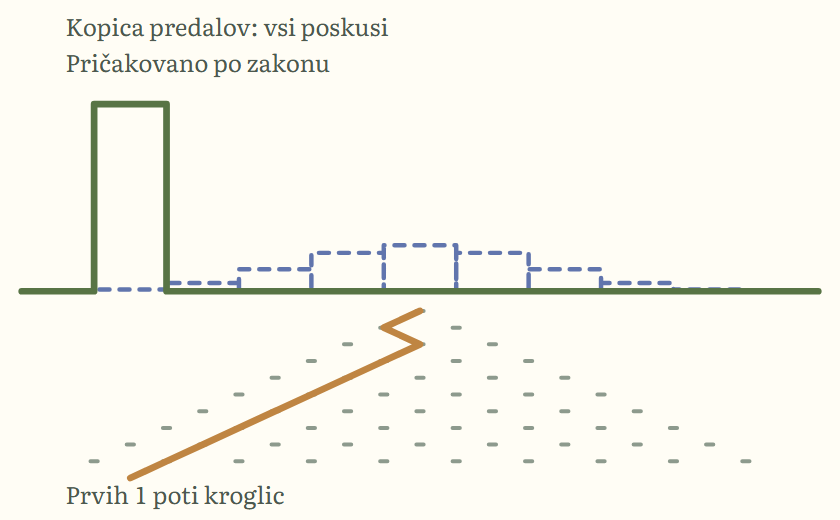 Kopica predalov: vsi poskusi
Pričakovano po zakonu
Prvih 1 poti kroglic